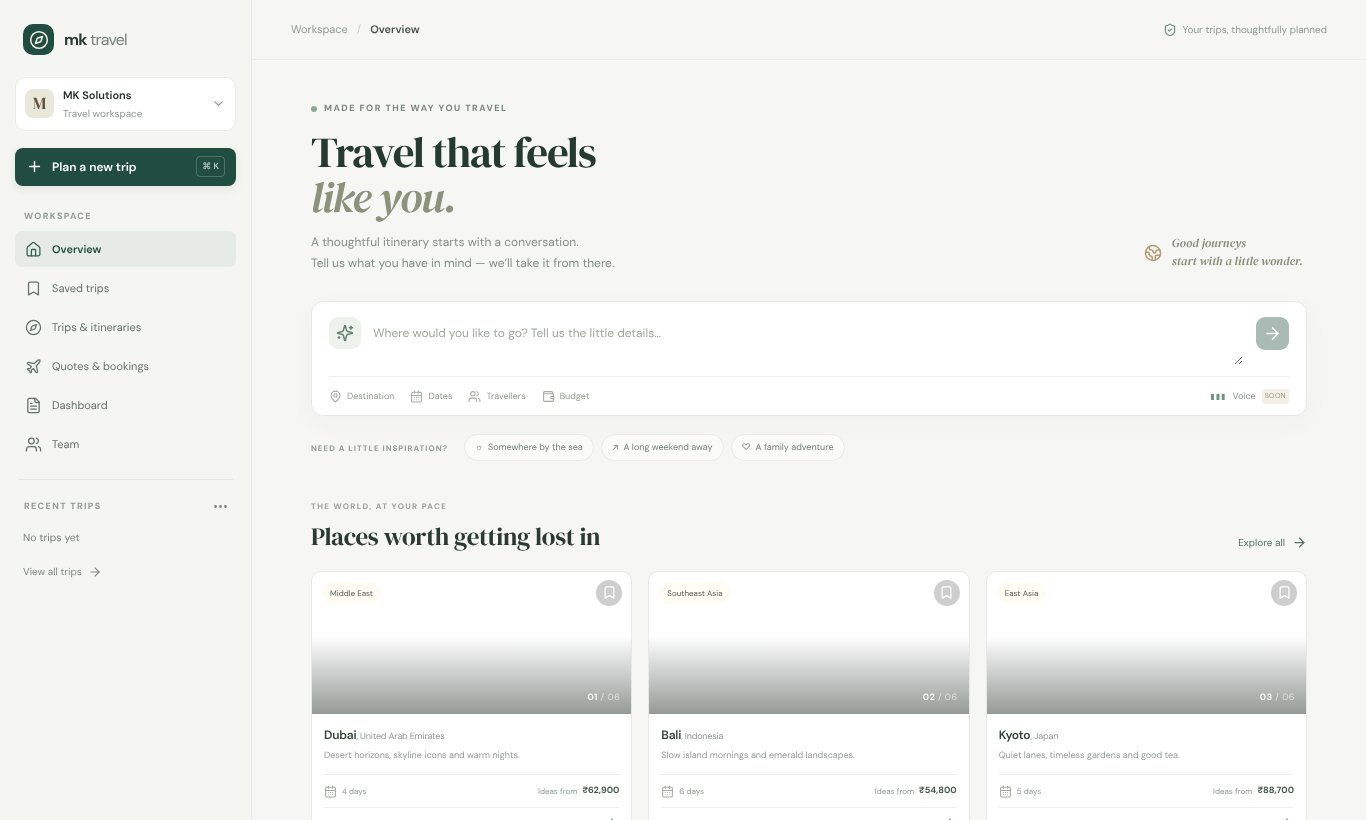 mk travel
M
MK Solutions
Travel workspace
Plan a new trip
⌘ K
WORKSPACE
Overview
Saved trips
Trips & itineraries
Quotes & bookings
Dashboard
Team
RECENT TRIPS
No trips yet
View all trips
Workspace / Overview
Your trips, thoughtfully planned
MADE FOR THE WAY YOU TRAVEL
Travel that feels
like you.
A thoughtful itinerary starts with a conversation.
Tell us what you have in mind — we’ll take it from there.
Good journeys
start with a little wonder.
Where would you like to go? Tell us the little details...
Destination Dates Travellers Budget
Voice SOON
NEED A LITTLE INSPIRATION? Somewhere by the sea A long weekend away A family adventure
THE WORLD, AT YOUR PACE
Places worth getting lost in
Explore all
Middle East
01 / 06
Dubai, United Arab Emirates
Desert horizons, skyline icons and warm nights.
4 days Ideas from ₹62,900
Southeast Asia
02 / 06
Bali, Indonesia
Slow island mornings and emerald landscapes.
6 days Ideas from ₹54,800
East Asia
03 / 06
Kyoto, Japan
Quiet lanes, timeless gardens and good tea.
5 days Ideas from ₹88,700